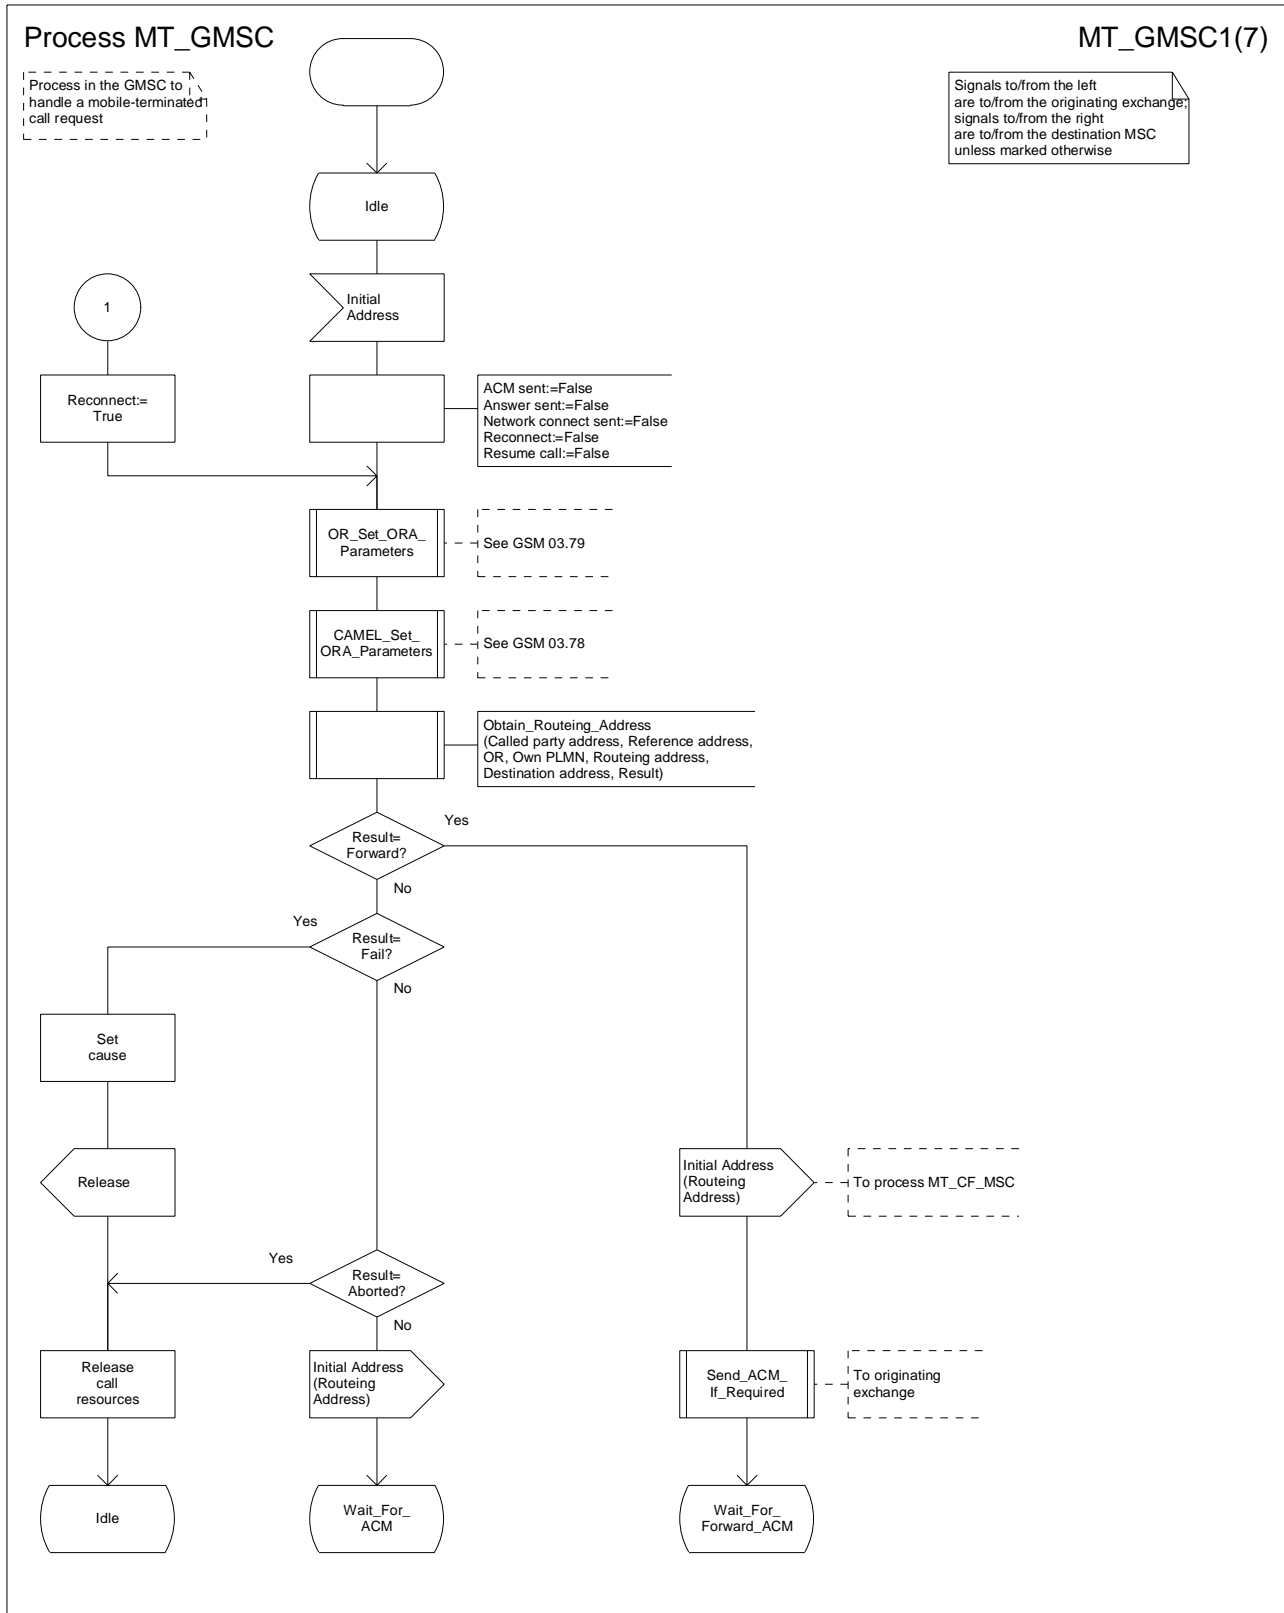 Process MT_GMSC
MT_GMSC1(7)
Process in the GMSC to
handle a mobile-terminated
call request
Signals to/from the left
are to/from the originating exchange;
signals to/from the right
are to/from the destination MSC
unless marked otherwise
Idle
Initial
Address
1
Reconnect:=
True
ACM sent:=False
Answer sent:=False
Network connect sent:=False
Reconnect:=False
Resume call:=False
OR_Set_ORA_
Parameters
See GSM 03.79
CAMEL_Set_
ORA_Parameters
See GSM 03.78
Obtain_Routeing_Address
(Called party address, Reference address,
OR, Own PLMN, Routeing address,
Destination address, Result)
Result=
Forward?
Yes
No
Result=
Fail?
Yes
No
Set
cause
Release
Initial Address
(Routeing
Address)
To process MT_CF_MSC
Result=
Aborted?
Yes
No
Release
call
resources
Initial Address
(Routeing
Address)
Send_ACM_
If_Required
To originating
exchange
Idle
Wait_For_
ACM
Wait_For_
Forward_ACM